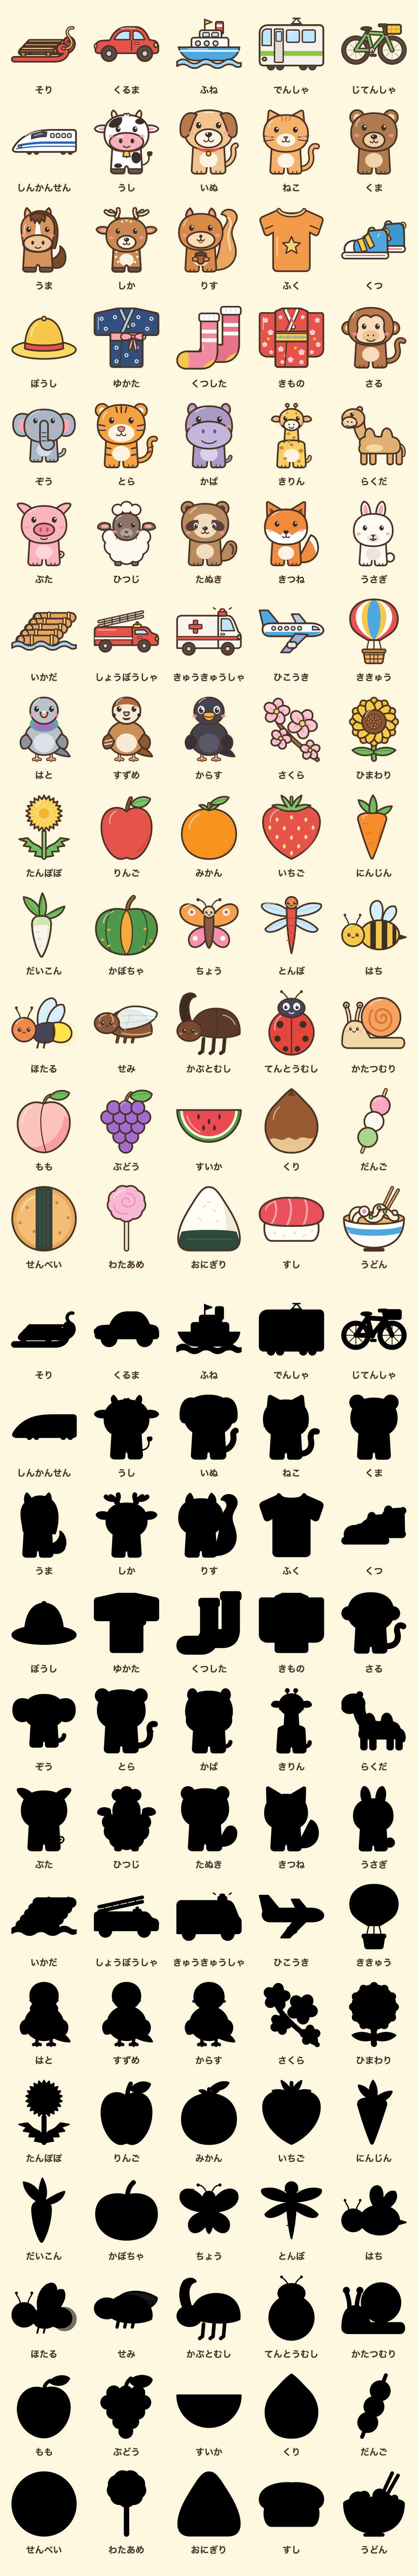 そり くるま ふね でんしゃ じてんしゃ
しんかんせん うし いぬ ねこ くま
うま しか りす ふく くつ
ぼうし ゆかた くつした きもの さる
ぞう とら かば きりん らくだ
ぶた ひつじ たぬき きつね うさぎ
いかだ しょうぼうしゃ きゅうきゅうしゃ ひこうき ききゅう
はと すずめ からす さくら ひまわり
たんぽぽ りんご みかん いちご にんじん
だいこん かぼちゃ ちょう とんぼ はち
ほたる せみ かぶとむし てんとうむし かたつむり
もも ぶどう すいか くり だんご
せんべい わたあめ おにぎり すし うどん
そり くるま ふね でんしゃ じてんしゃ
しんかんせん うし いぬ ねこ くま
うま しか りす ふく くつ
ぼうし ゆかた くつした きもの さる
ぞう とら かば きりん らくだ
ぶた ひつじ たぬき きつね うさぎ
いかだ しょうぼうしゃ きゅうきゅうしゃ ひこうき ききゅう
はと すずめ からす さくら ひまわり
たんぽぽ りんご みかん いちご にんじん
だいこん かぼちゃ ちょう とんぼ はち
ほたる せみ かぶとむし てんとうむし かたつむり
もも ぶどう すいか くり だんご
せんべい わたあめ おにぎり すし うどん